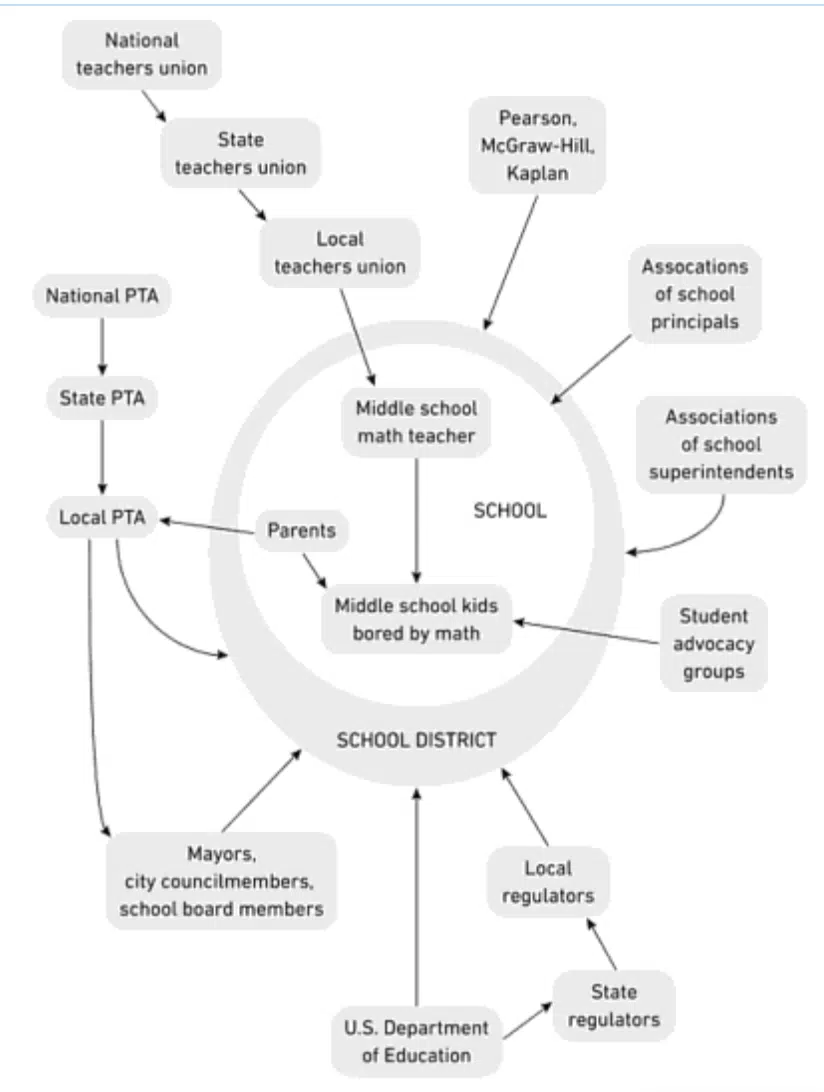 National
teachers union
State
teachers union
Pearson,
McGraw-Hill,
Kaplan
Local
teachers union
Assocations
of school
principals
National PTA
State PTA
Middle school
math teacher
Associations
of school
superintendents
Local PTA
Parents
SCHOOL
Middle school kids
bored by math
Student
advocacy
groups
SCHOOL DISTRICT
Mayors,
city councilmembers,
school board members
Local
regulators
State
regulators
U.S. Department
of Education